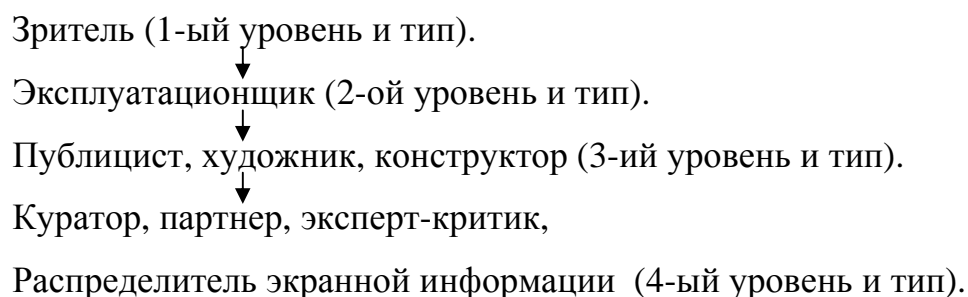 Зритель (1-ый уровень и тип).
Эксплуатационщик (2-ой уровень и тип).
Публицист, художник, конструктор (3-ий уровень и тип).
Куратор, партнер, эксперт-критик,
Распределитель экранной информации (4-ый уровень и тип).